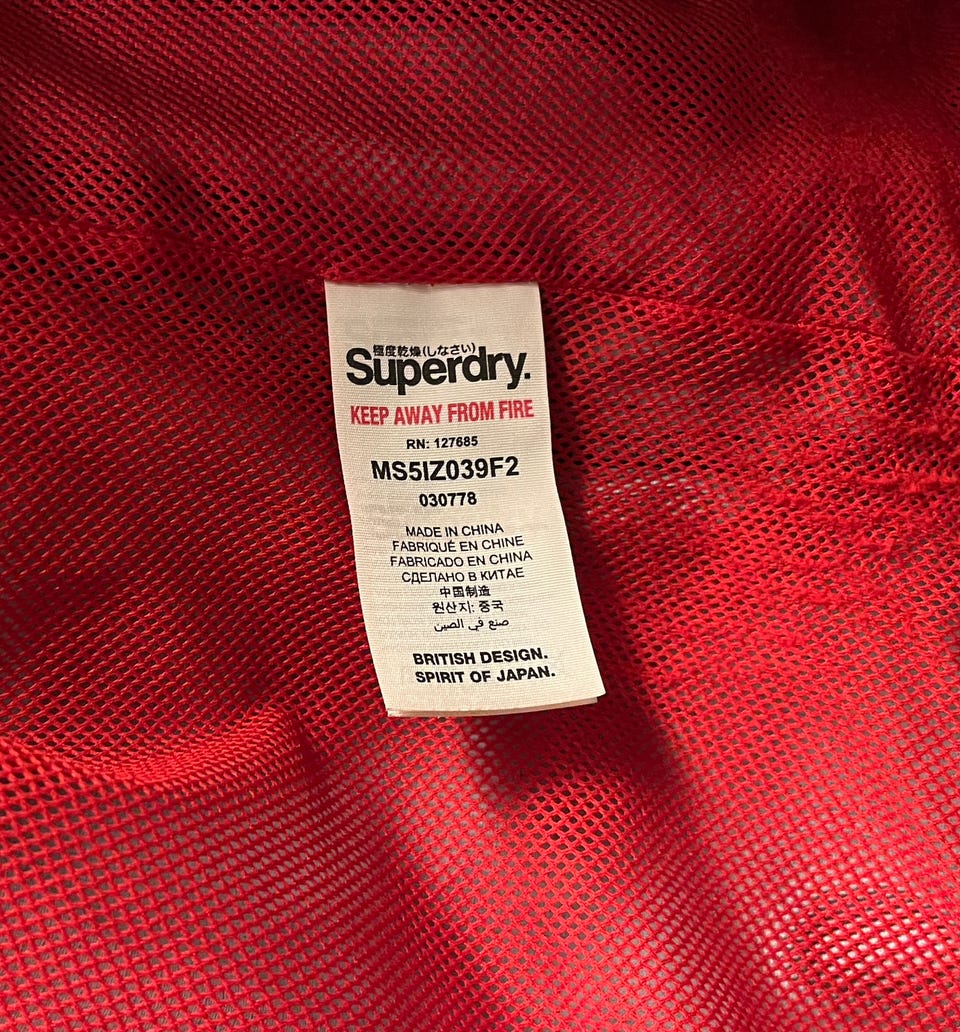 極度乾燥(しなさい)
Superdry.
KEEP AWAY FROM FIRE
RN: 127685
MS5IZ039F2
030778
MADE IN CHINA
FABRIQUÉ EN CHINE
FABRICADO EN CHINA
СДЕЛАНО В КИТАЕ
中国制造
원산지: 중국
صنع في الصين
BRITISH DESIGN.
SPIRIT OF JAPAN.